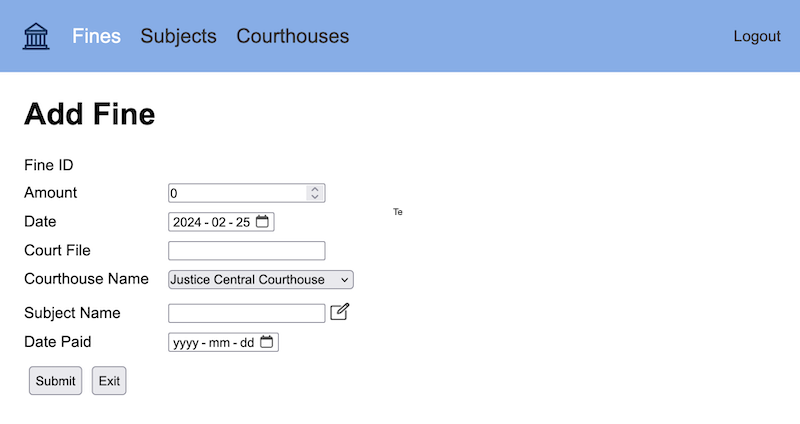 Fines Subjects Courthouses Logout
Add Fine
Fine ID
Amount 0
Te
Date 2024-02-25
Court File
Courthouse Name Justice Central Courthouse
Subject Name
Date Paid yyyy-mm-dd
Submit Exit